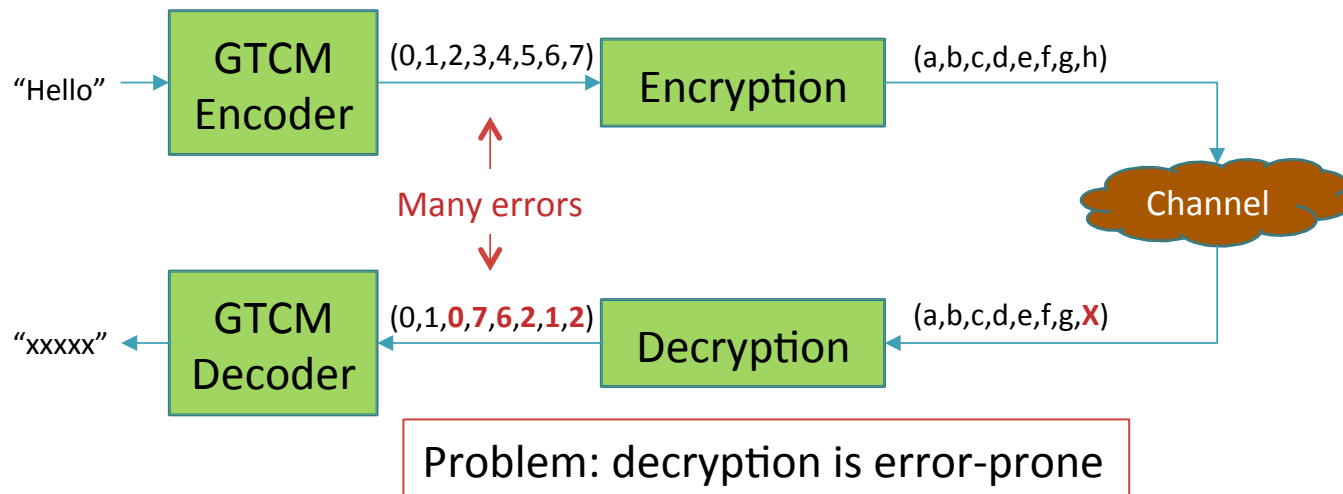 “Hello”
GTCM
Encoder
(0,1,2,3,4,5,6,7)
Encryption
(a,b,c,d,e,f,g,h)
Many errors
Channel
“xxxxx”
GTCM
Decoder
(0,1,0,7,6,2,1,2)
Decryption
(a,b,c,d,e,f,g,X)
Problem: decryption is error-prone